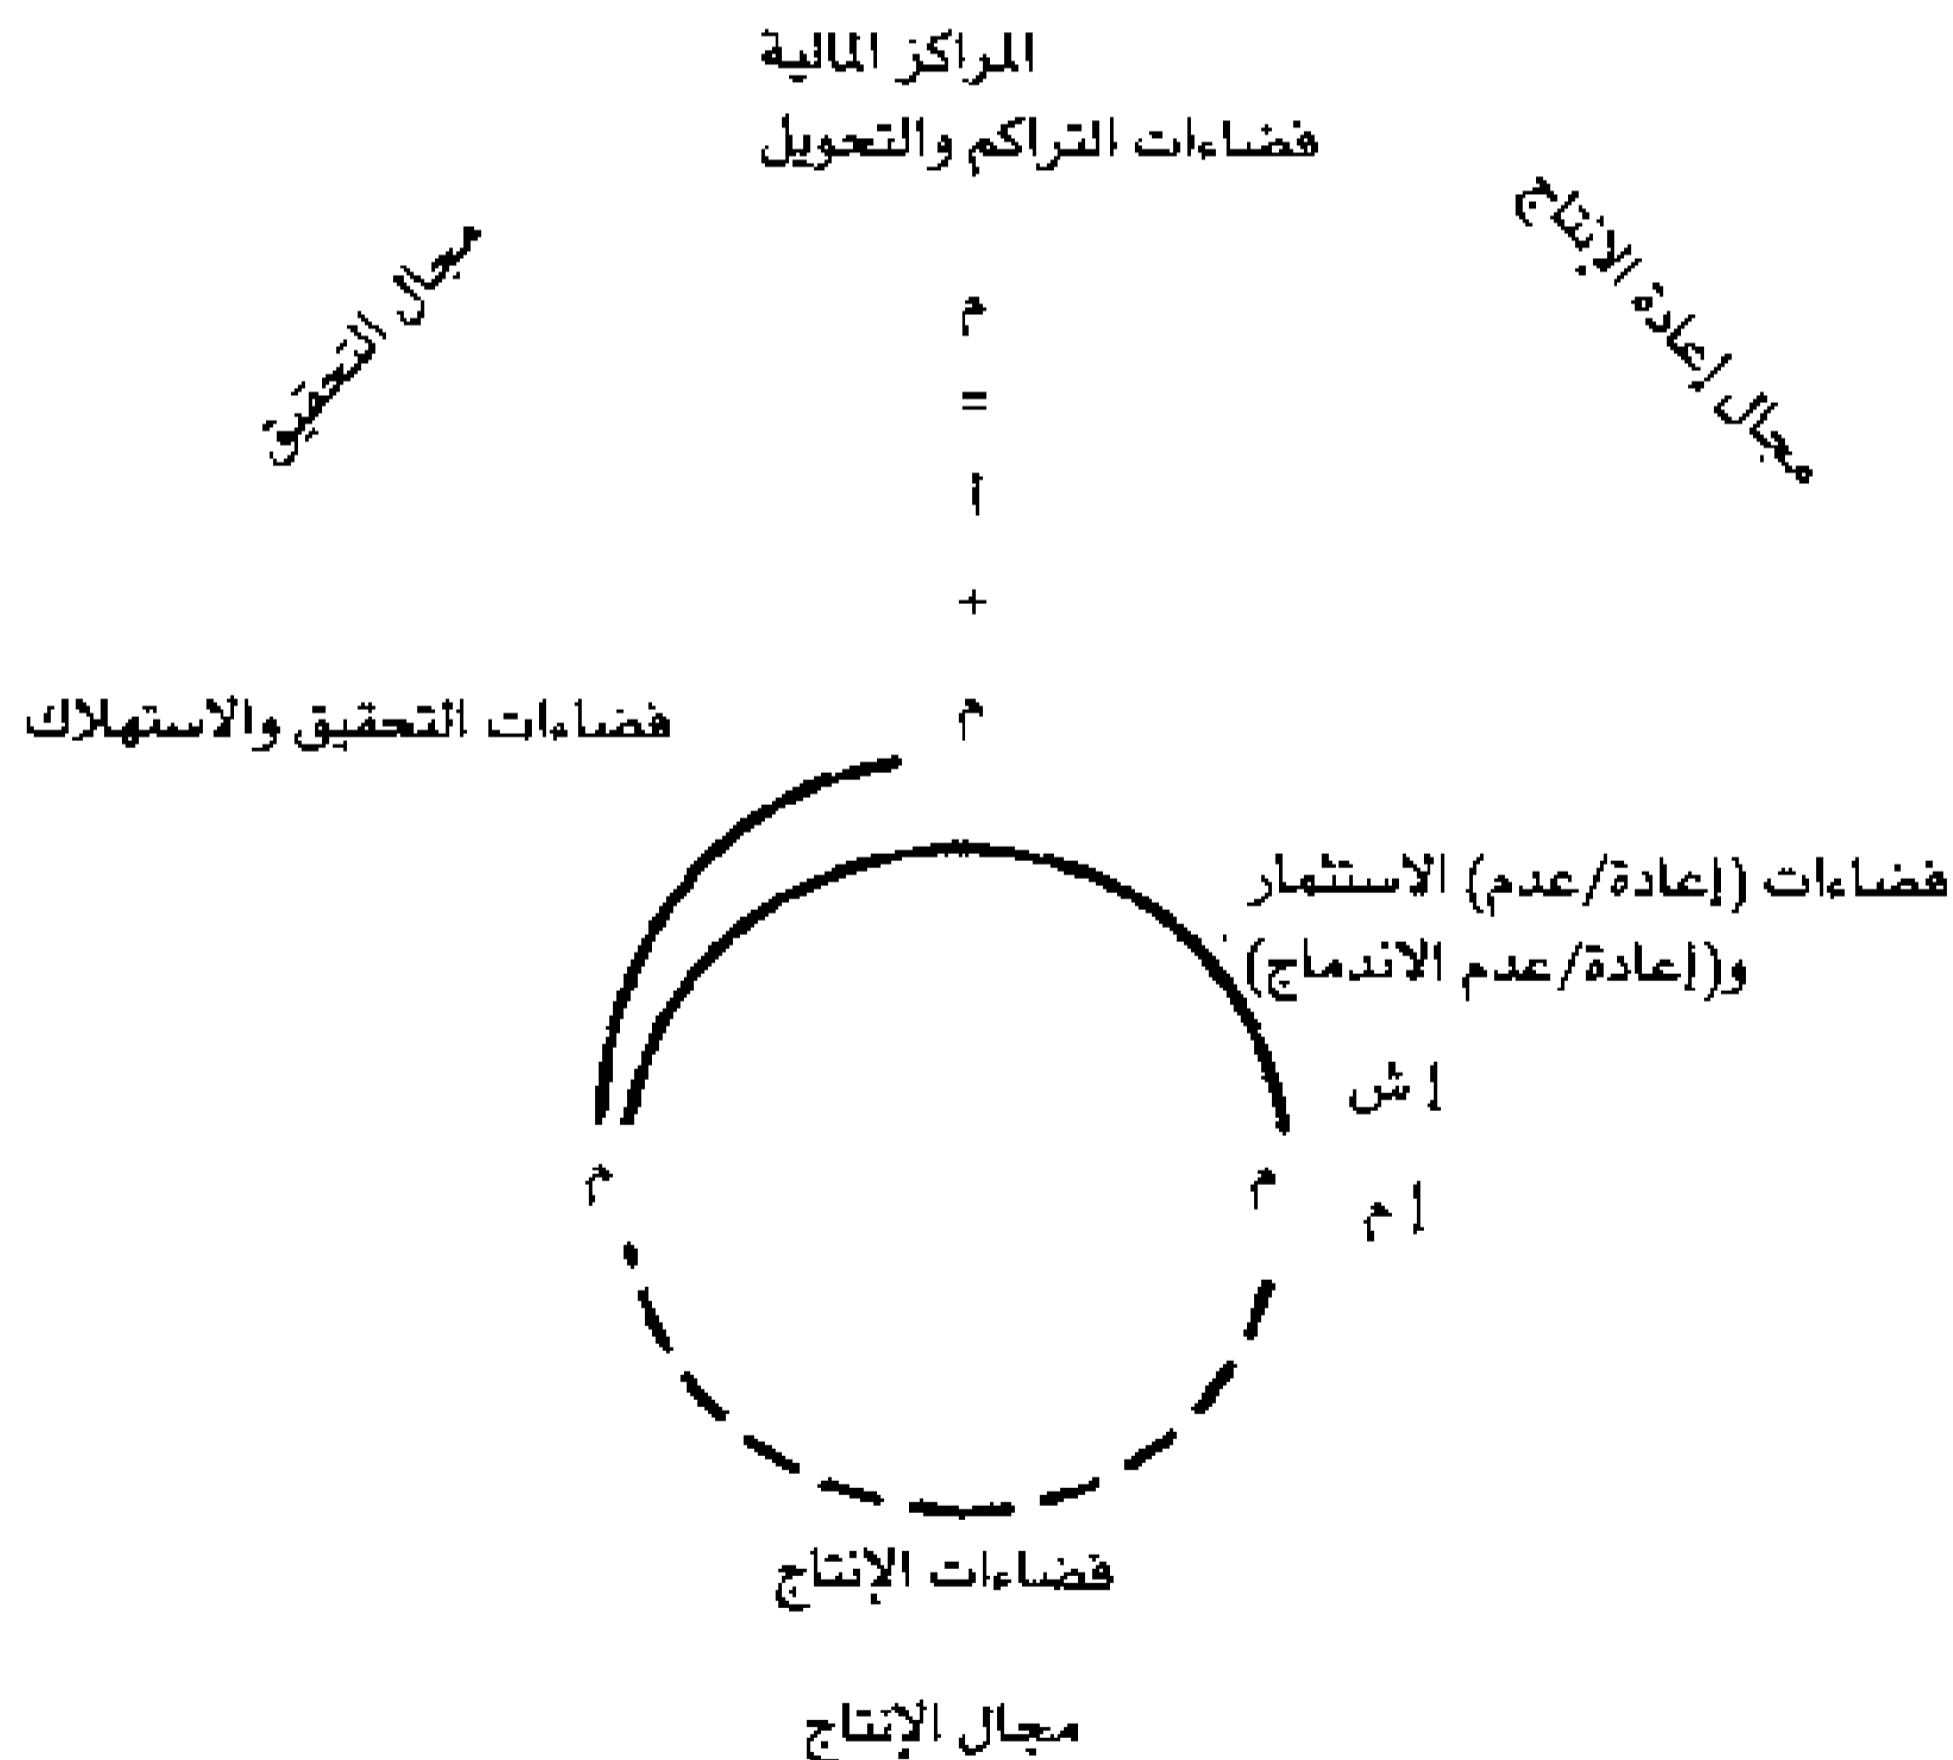 المراكز المالية
فضاءات التراكم والتحويل
مجال إعادة الإنتاج
مجال التحقيق
م
=
أ
+
م
فضاءات التحقيق والاستهلاك
فضاءات (إعادة/عدم) الاستثمار
و(إعادة/عدم الاندماج)
إ ش
م
م
إ م
فضاءات الإنتاج
مجال الإنتاج